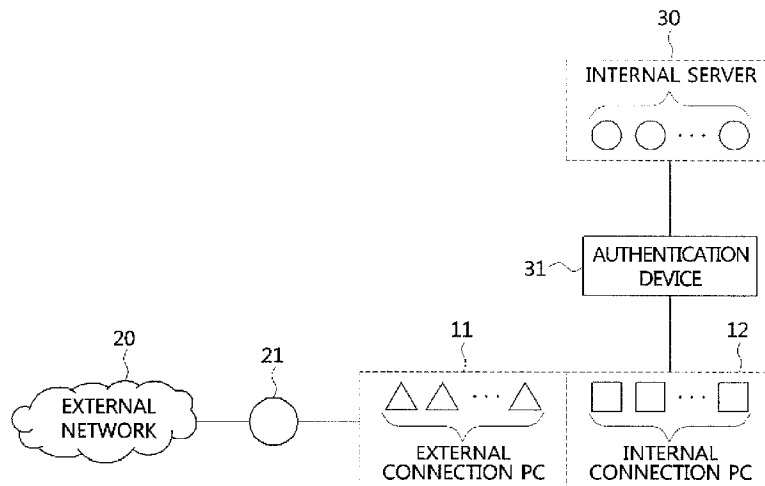 30
INTERNAL SERVER
...
31
AUTHENTICATION
DEVICE
20
21
11
12
EXTERNAL
NETWORK
...
...
EXTERNAL
CONNECTION PC
INTERNAL
CONNECTION PC